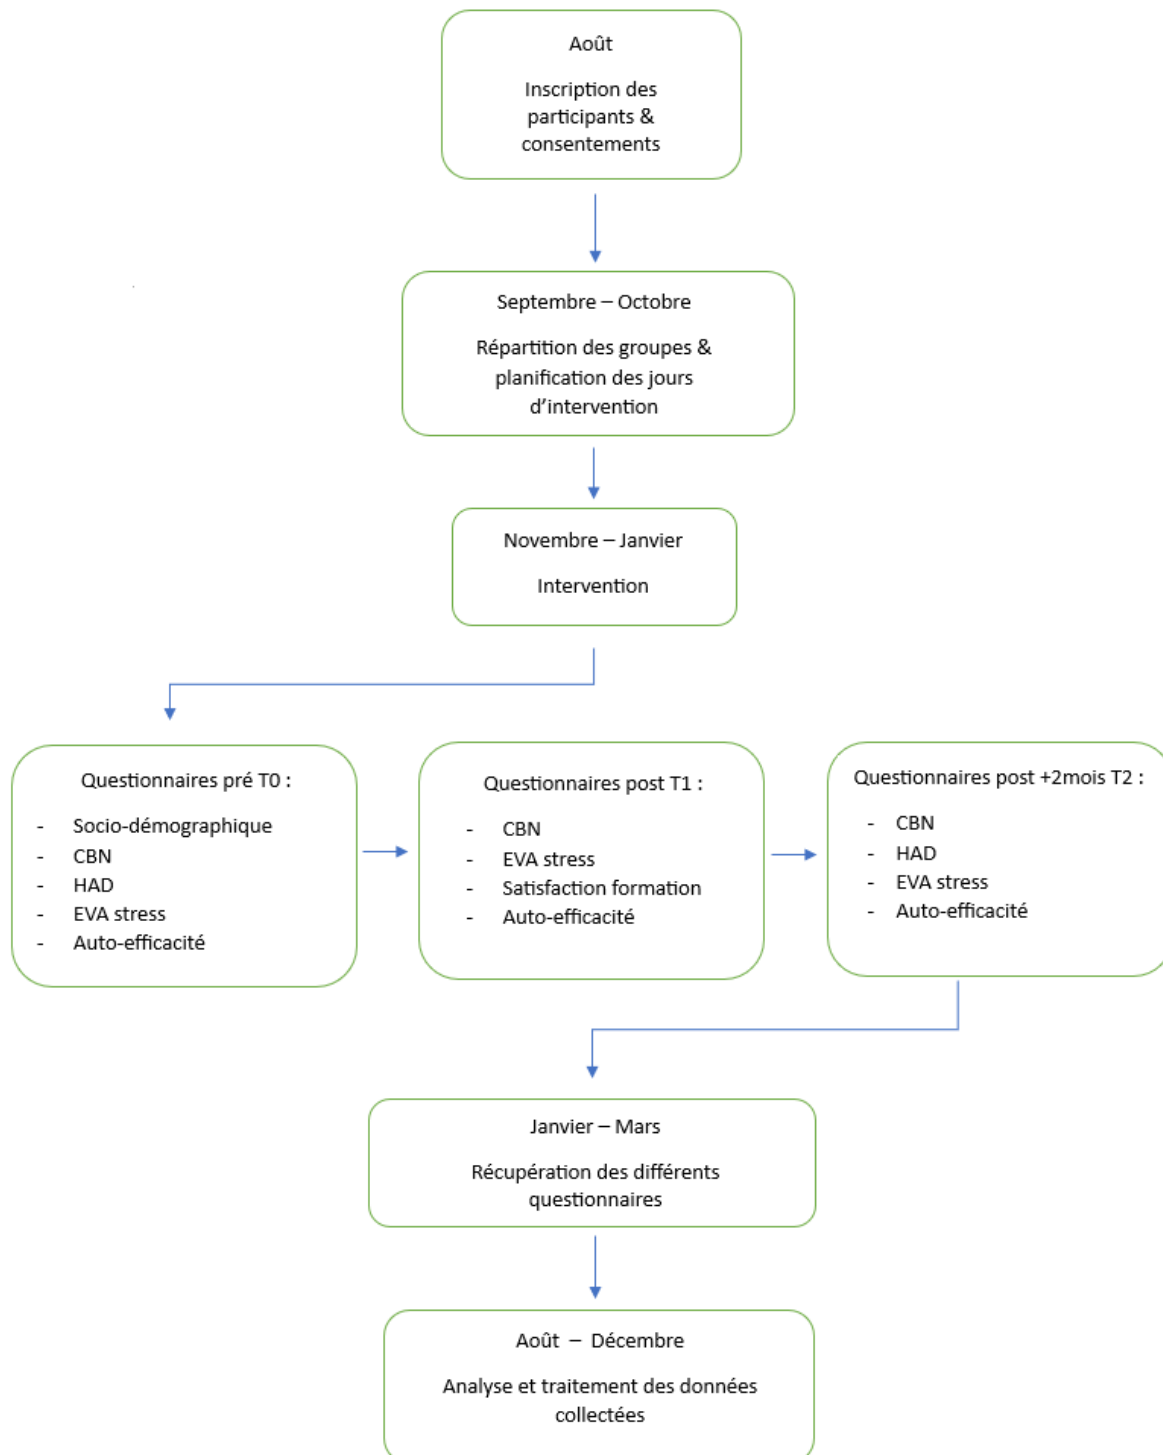 Août
Inscription des
participants &
consentements
Septembre – Octobre
Répartition des groupes &
planification des jours
d’intervention
Novembre – Janvier
Intervention
Questionnaires pré T0 :
- Socio-démographique
- CBN
- HAD
- EVA stress
- Auto-efficacité
Questionnaires post T1 :
- CBN
- EVA stress
- Satisfaction formation
- Auto-efficacité
Questionnaires post +2mois T2 :
- CBN
- HAD
- EVA stress
- Auto-efficacité
Janvier – Mars
Récupération des différents
questionnaires
Août – Décembre
Analyse et traitement des données
collectées